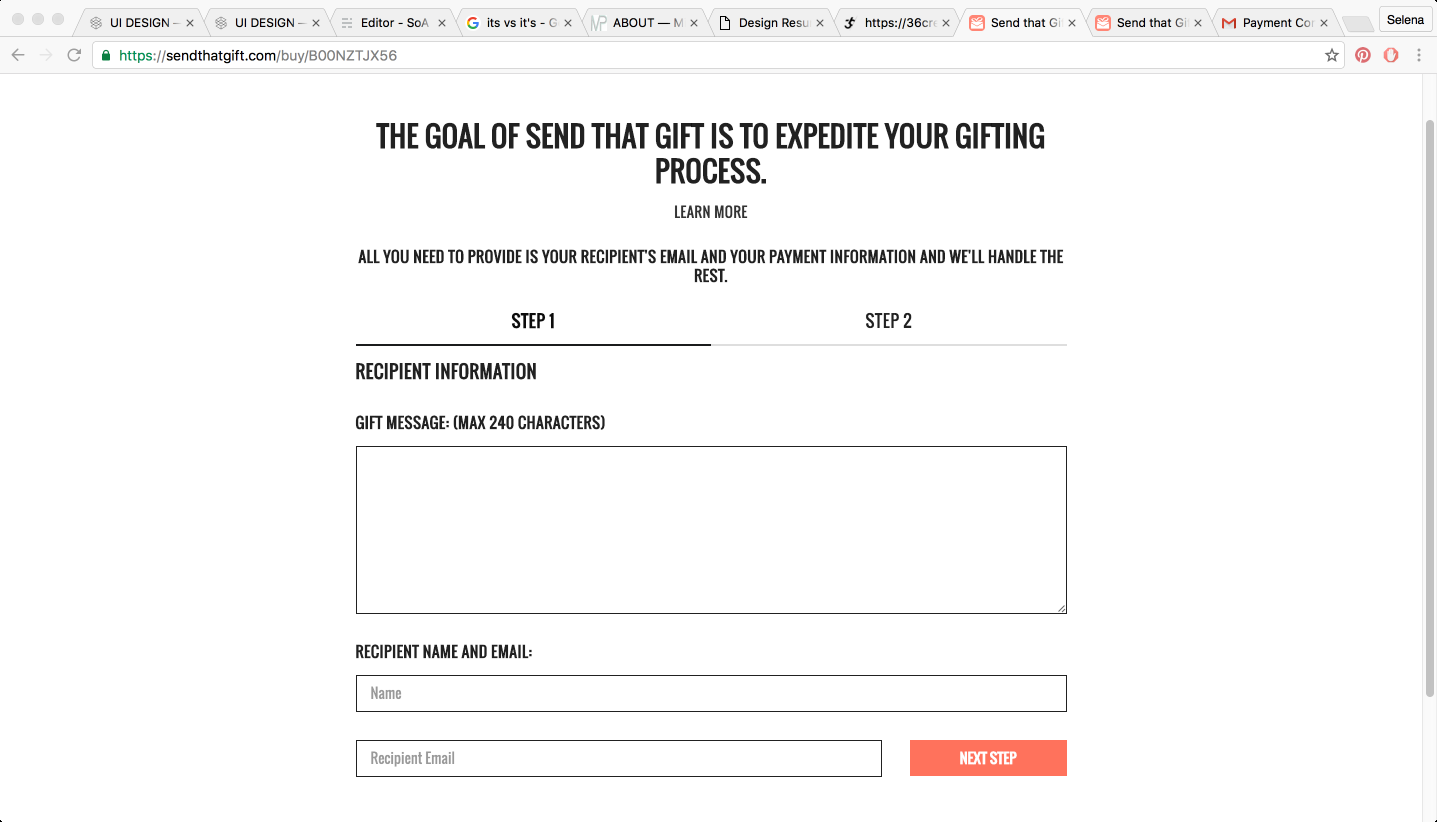 UI DESIGN –
UI DESIGN –
Editor - SoA
its vs it's - G
ABOUT — M
Design Resu
https://36cre
Send that Gi
Send that Gi
Payment Con
Selena
https://sendthatgift.com/buy/B00NZTJX56
THE GOAL OF SEND THAT GIFT IS TO EXPEDITE YOUR GIFTING
PROCESS.
LEARN MORE
ALL YOU NEED TO PROVIDE IS YOUR RECIPIENT'S EMAIL AND YOUR PAYMENT INFORMATION AND WE'LL HANDLE THE
REST.
STEP 1
STEP 2
RECIPIENT INFORMATION
GIFT MESSAGE: (MAX 240 CHARACTERS)
RECIPIENT NAME AND EMAIL:
Name
Recipient Email
NEXT STEP